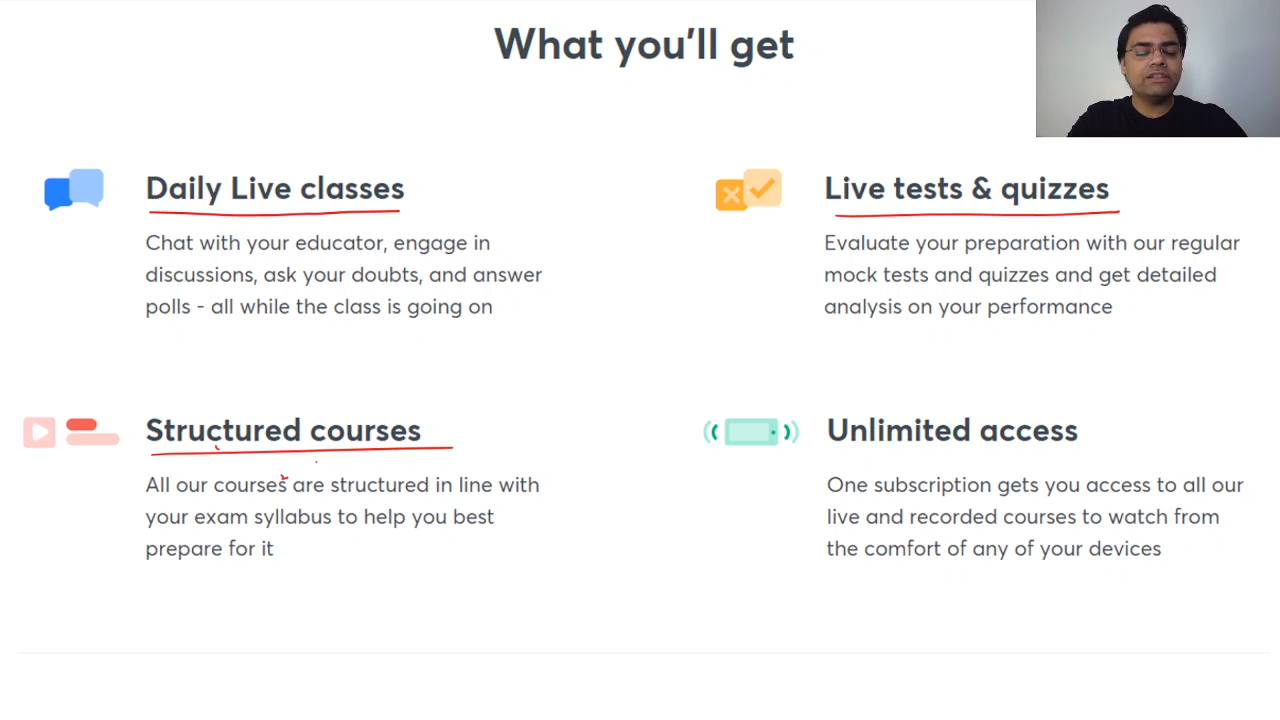 What you'll get
Daily Live classes
Chat with your educator, engage in
discussions, ask your doubts, and answer
polls - all while the class is going on
Live tests & quizzes
Evaluate your preparation with our regular
mock tests and quizzes and get detailed
analysis on your performance
Structured courses
All our courses are structured in line with
your exam syllabus to help you best
prepare for it
Unlimited access
One subscription gets you access to all our
live and recorded courses to watch from
the comfort of any of your devices